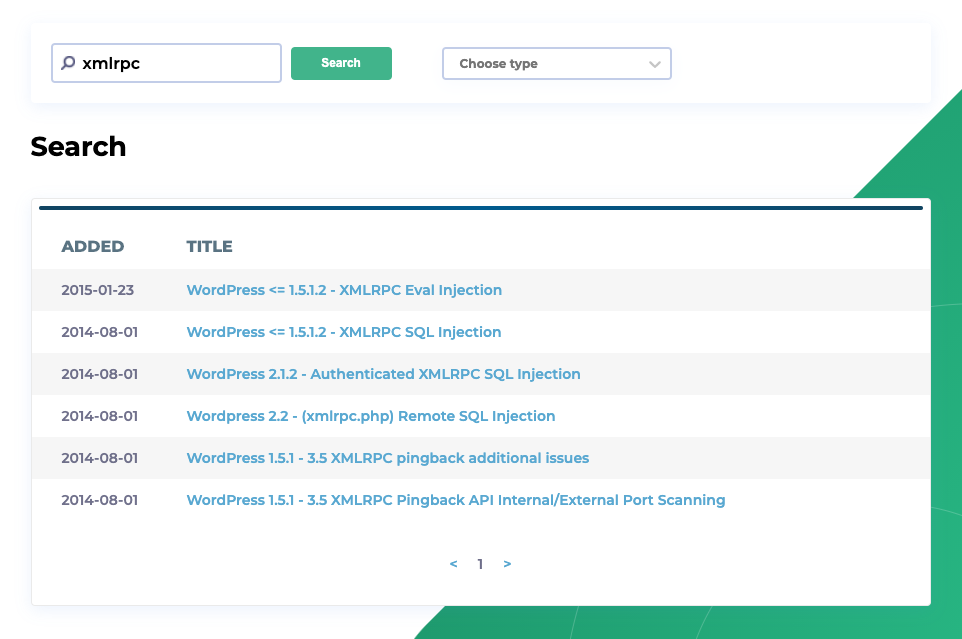 xmlrpc Search Choose type
Search
ADDED TITLE
2015-01-23 WordPress <= 1.5.1.2 - XMLRPC Eval Injection
2014-08-01 WordPress <= 1.5.1.2 - XMLRPC SQL Injection
2014-08-01 WordPress 2.1.2 - Authenticated XMLRPC SQL Injection
2014-08-01 Wordpress 2.2 - (xmlrpc.php) Remote SQL Injection
2014-08-01 WordPress 1.5.1 - 3.5 XMLRPC pingback additional issues
2014-08-01 WordPress 1.5.1 - 3.5 XMLRPC Pingback API Internal/External Port Scanning
< 1 >